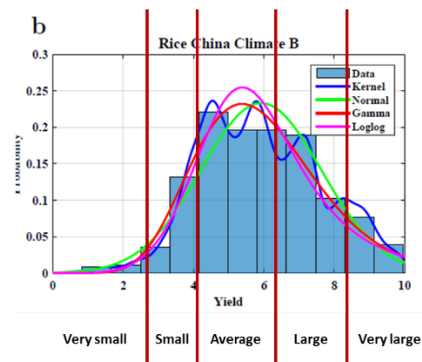 b
Rice China Climate B
0.3
0.25
0.2
0.15
0.1
0.05
0
Probability
Data
Kernel
Normal
Gamma
Loglog
0 2 4 6 8 10
Yield
Very small Small Average Large Very large